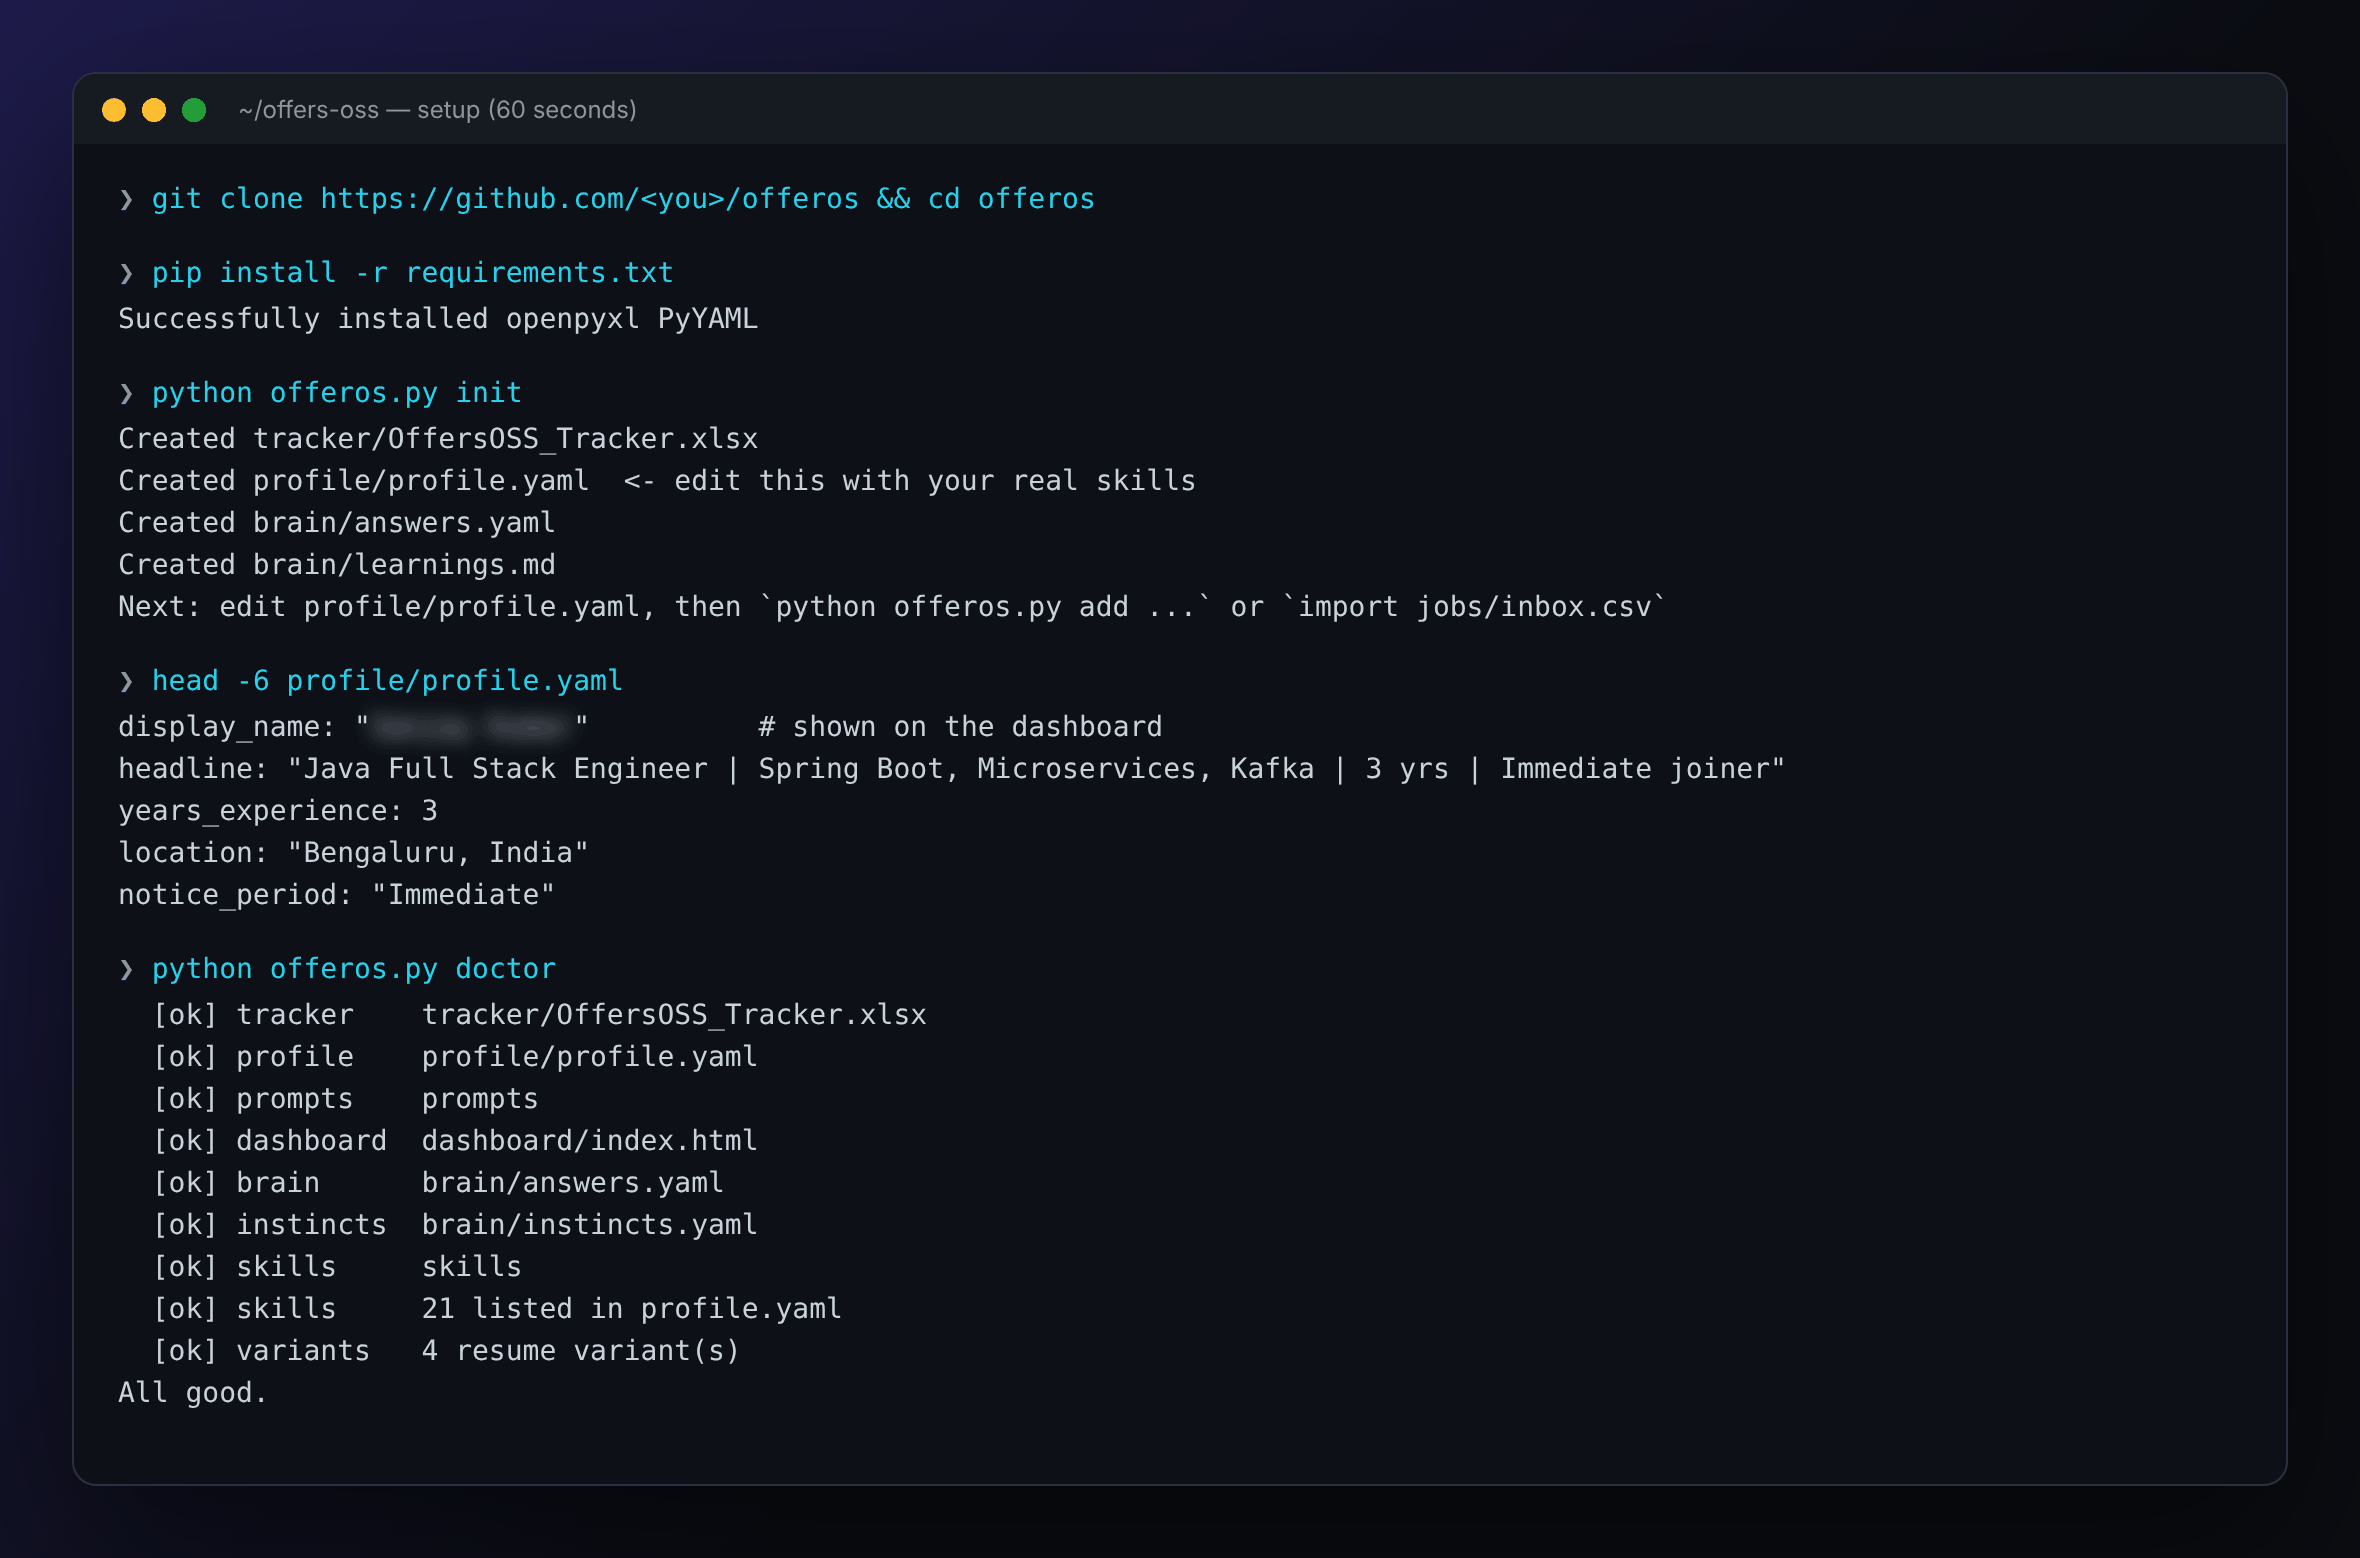 ~/offers-oss — setup (60 seconds)
❯ git clone https://github.com/<you>/offeros && cd offeros
❯ pip install -r requirements.txt
Successfully installed openpyxl PyYAML
❯ python offeros.py init
Created tracker/OffersOSS_Tracker.xlsx
Created profile/profile.yaml  <- edit this with your real skills
Created brain/answers.yaml
Created brain/learnings.md
Next: edit profile/profile.yaml, then `python offeros.py add ...` or `import jobs/inbox.csv`
❯ head -6 profile/profile.yaml
display_name: " "          # shown on the dashboard
headline: "Java Full Stack Engineer | Spring Boot, Microservices, Kafka | 3 yrs | Immediate joiner"
years_experience: 3
location: "Bengaluru, India"
notice_period: "Immediate"
❯ python offeros.py doctor
  [ok] tracker    tracker/OffersOSS_Tracker.xlsx
  [ok] profile    profile/profile.yaml
  [ok] prompts    prompts
  [ok] dashboard  dashboard/index.html
  [ok] brain      brain/answers.yaml
  [ok] instincts  brain/instincts.yaml
  [ok] skills     skills
  [ok] skills     21 listed in profile.yaml
  [ok] variants   4 resume variant(s)
All good.